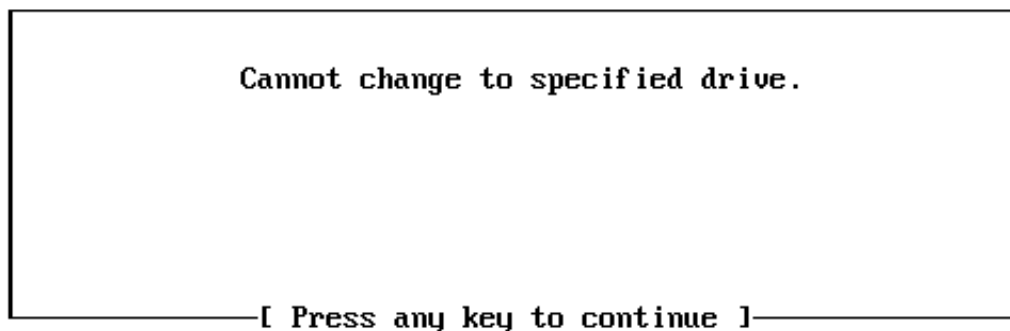 Cannot change to specified drive.
[ Press any key to continue ]